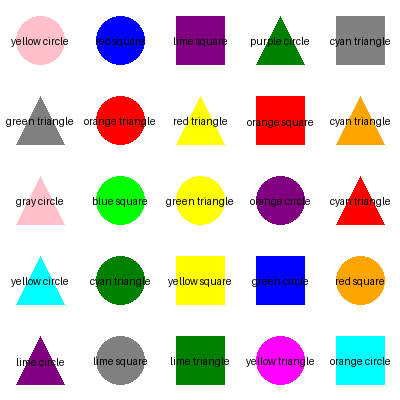 yellow circle red square lime square purple circle cyan triangle
green triangle orange triangle red triangle orange square cyan triangle
gray circle blue square green triangle orange circle cyan triangle
yellow circle cyan triangle yellow square green circle red square
lime circle lime square lime triangle yellow triangle orange circle